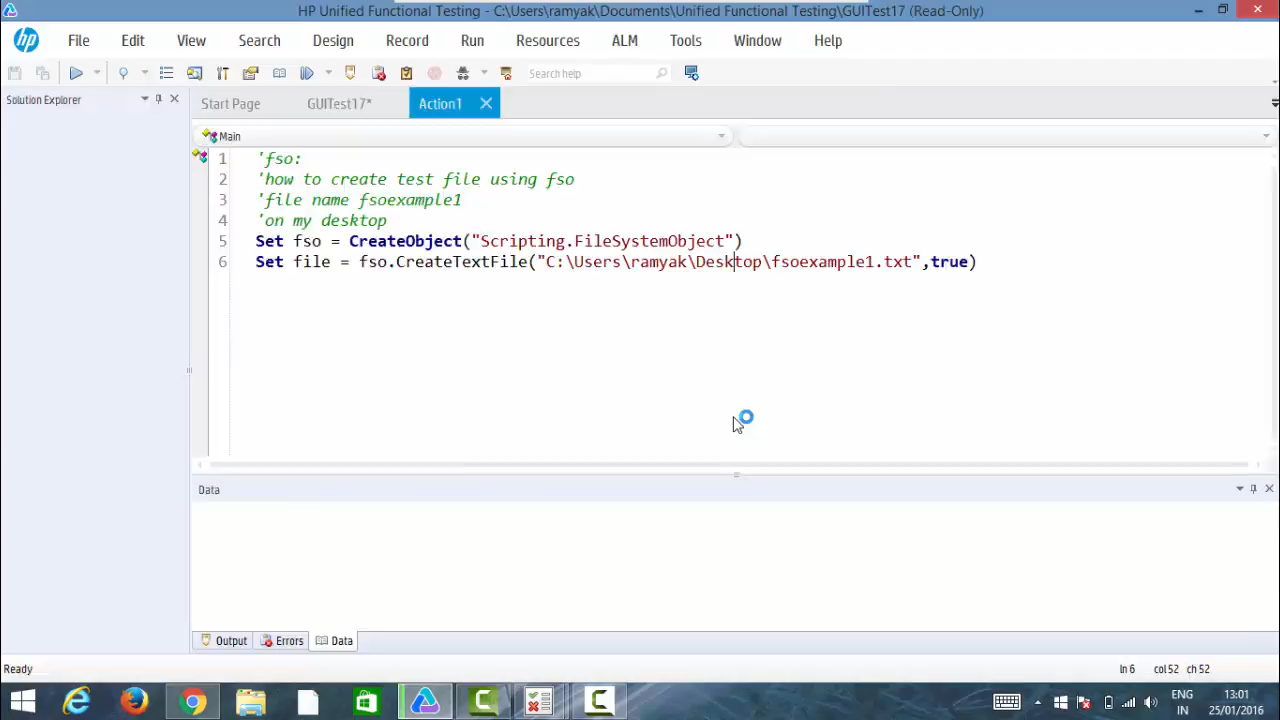 HP Unified Functional Testing - C:\Users\ramyak\Documents\Unified Functional Testing\GUITest17 (Read-Only)
hp File Edit View Search Design Record Run Resources ALM Tools Window Help
Search help
Solution Explorer
Start Page GUITest17* Action1
Main
1 'fso:
2 'how to create test file using fso
3 'file name fsoexample1
4 'on my desktop
5 Set fso = CreateObject("Scripting.FileSystemObject")
6 Set file = fso.CreateTextFile("C:\Users\ramyak\Desktop\fsoexample1.txt",true)
Data
Output Errors Data
Ready ln 6 col 52 ch 52
ENG 13:01
IN 25/01/2016